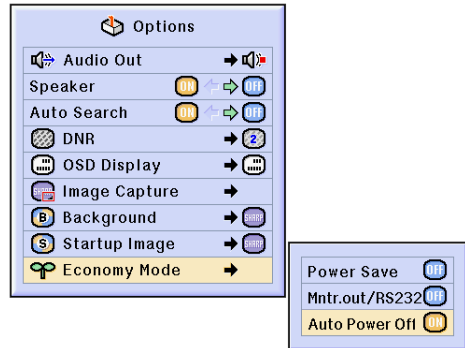 Options
Audio Out
Speaker ON OFF
Auto Search ON OFF
DNR 2
OSD Display
Image Capture SHARP
Background B SHARP
Startup Image S SHARP
Economy Mode
Power Save OFF
Mntr.out/RS232 OFF
Auto Power Off ON